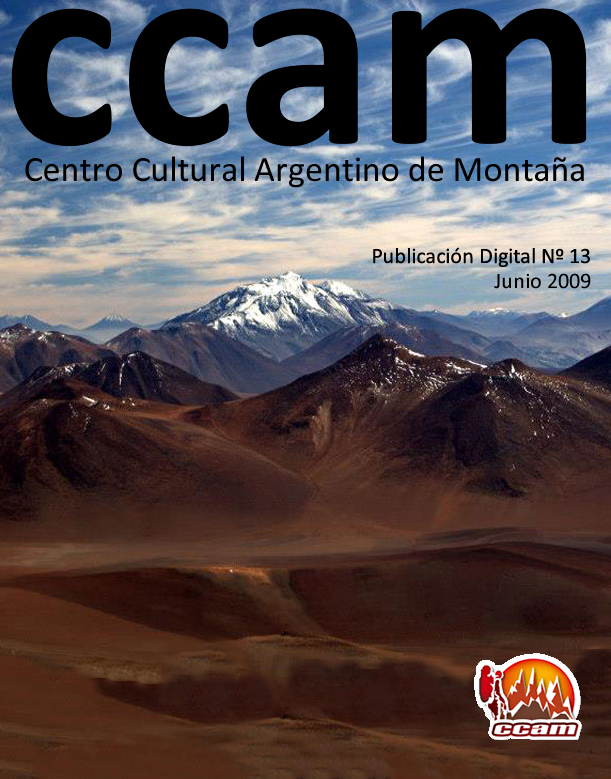 ccam
Centro Cultural Argentino de Montaña
Publicación Digital Nº 13
Junio 2009
ccam